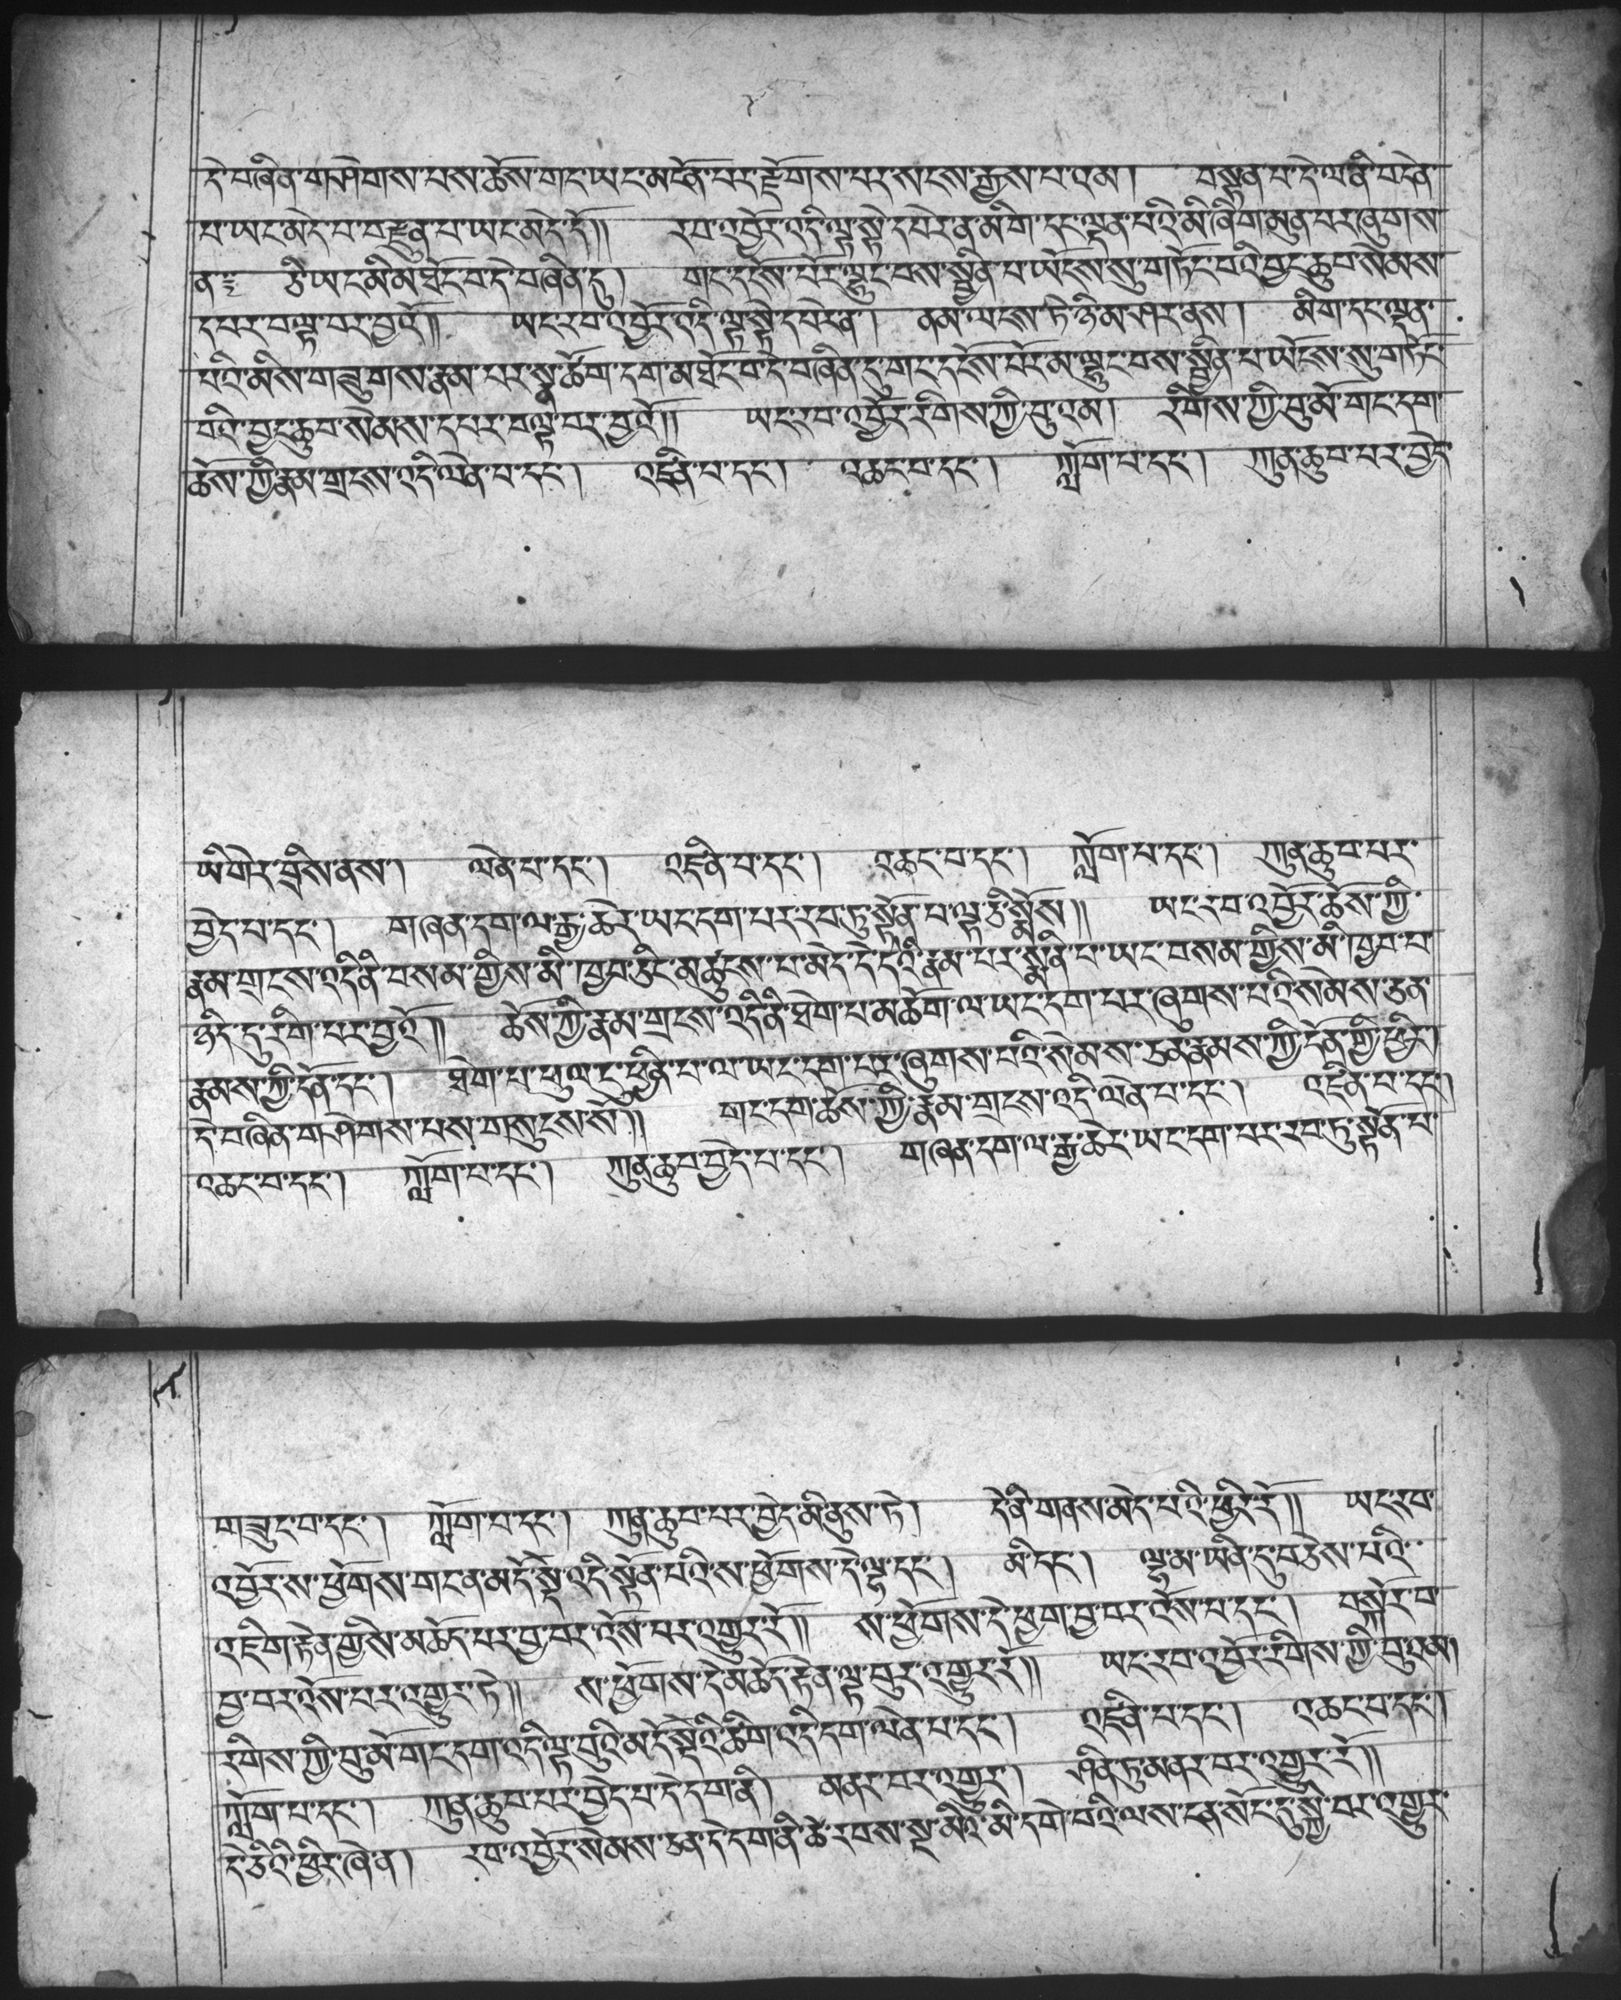 དེ་བཞིན་གཤེགས་པས་ཆོས་གང་ཡང་མངོན་པར་རྫོགས་པར་སངས་རྒྱས་པ་འམ། བསྟན་པ་དེ་ལ་ནི་བདེན་
པ་ཡང་མེད་པ་བརྫུན་པ་ཡང་མེད་དོ།། རབ་འབྱོར་འདི་ལྟ་སྟེ་དཔེར་ན་མིག་དང་ལྡན་པའི་མི་ཞིག་མུན་པར་ཞུགས་
ན༔ ཅི་ཡང་མི་མཐོང་བ་དེ་བཞིན་དུ། གང་དངོས་པོར་ལྷུང་བས་སྦྱིན་པ་ཡོངས་སུ་གཏོང་བའི་བྱང་ཆུབ་སེམས་
དཔར་བལྟ་བར་བྱའོ།། ཡང་རབ་འབྱོར་འདི་ལྟ་སྟེ་དཔེར་ན། ནམ་ལངས་ཏེ་ཉི་མ་ཤར་ནས། མིག་དང་ལྡན་
པའི་མིས་གཟུགས་རྣམ་པར་སྣ་ཚོགས་དག་མཐོང་བ་དེ་བཞིན་དུ་གང་དངོས་པོར་མ་ལྷུང་བས་སྦྱིན་པ་ཡོངས་སུ་གཏོང་
བའི་བྱང་ཆུབ་སེམས་དཔར་བལྟ་བར་བྱའོ།། ཡང་རབ་འབྱོར་རིགས་ཀྱི་བུ་འམ། རིགས་ཀྱི་བུ་མོ་གང་དག་
ཆོས་ཀྱི་རྣམ་གྲངས་འདི་ལེན་པ་དང་། འཛིན་པ་དང་། འཆང་བ་དང་། ཀློག་པ་དང་། ཀུན་ཆུབ་པར་བྱེད་
ཡི་གེར་བྲིས་ནས། ལེན་པ་དང་། འཛིན་པ་དང་། འཆང་བ་དང་། ཀློག་པ་དང་། ཀུན་ཆུབ་པར་
བྱེད་པ་དང་། གཞན་དག་ལ་རྒྱ་ཆེར་ཡང་དག་པར་རབ་ཏུ་སྟོན་པ་ལྟ་ཅི་སྨོས།། ཡང་རབ་འབྱོར་ཆོས་ཀྱི་
རྣམ་གྲངས་འདི་ནི་བསམ་གྱིས་མི་ཁྱབ་ཅིང་མཚུངས་པ་མེད་དེ་དེའི་རྣམ་པར་སྨིན་པ་ཡང་བསམ་གྱིས་མི་ཁྱབ་པ་
ཉིད་དུ་རིག་པར་བྱའོ།། ཆོས་ཀྱི་རྣམ་གྲངས་འདི་ནི་ཐེག་པ་མཆོག་ལ་ཡང་དག་པར་ཞུགས་པའི་སེམས་ཅན་
རྣམས་ཀྱི་དོན་དང་། ཐེག་པ་ཕུལ་དུ་ཕྱིན་པ་ལ་ཡང་དག་པར་ཞུགས་པའི་སེམས་ཅན་རྣམས་ཀྱི་དོན་གྱི་ཕྱིར།
དེ་བཞིན་གཤེགས་པས་གསུངས་སོ།། གང་དག་ཆོས་ཀྱི་རྣམ་གྲངས་འདི་ལེན་པ་དང་། འཛིན་པ་དང་།
འཆང་བ་དང་། ཀློག་པ་དང་། ཀུན་ཆུབ་བྱེད་པ་དང་། གཞན་དག་ལ་རྒྱ་ཆེར་ཡང་དག་པར་རབ་ཏུ་སྟོན་པ་
གཟུང་བ་དང་། ཀློག་པ་དང་། ཀུན་ཆུབ་པར་བྱེད་མི་ནུས་ཏེ། དེ་ནི་གནས་མེད་པའི་ཕྱིར་རོ།། ཡང་རབ་
འབྱོར་ས་ཕྱོགས་གང་ན་མདོ་སྡེ་འདི་སྟོན་པའི་ས་ཕྱོགས་དེ་ལྷ་དང་། མི་དང་། ལྷ་མ་ཡིན་དུ་བཅས་པའི་
འཇིག་རྟེན་གྱིས་མཆོད་པར་བྱ་བར་འོས་པར་འགྱུར་རོ།། ས་ཕྱོགས་དེ་ཕྱག་བྱ་བར་འོས་པ་དང་། བསྐོར་བ་
བྱ་བར་འོས་པར་འགྱུར་ཏེ།། ས་ཕྱོགས་དེ་མཆོད་རྟེན་ལྟ་བུར་འགྱུར་རོ།། ཡང་རབ་འབྱོར་རིགས་ཀྱི་བུ་འམ།
རིགས་ཀྱི་བུ་མོ་གང་དག་འདི་ལྟ་བུའི་མདོ་སྡེའི་ཚིག་འདི་དག་ལེན་པ་དང་། འཛིན་པ་དང་། འཆང་བ་དང་།
ཀློག་པ་དང་། ཀུན་ཆུབ་པར་བྱེད་པ་དེ་དག་ནི། མནར་བར་འགྱུར། ཤིན་ཏུ་མནར་བར་འགྱུར་རོ།།
དེ་ཅིའི་ཕྱིར་ཞེ་ན། རབ་འབྱོར་སེམས་ཅན་དེ་དག་ནི་ཚེ་རབས་སྔ་མའི་མི་དགེ་བའི་ལས་ངན་སོང་དུ་སྐྱེ་བར་འགྱུར་